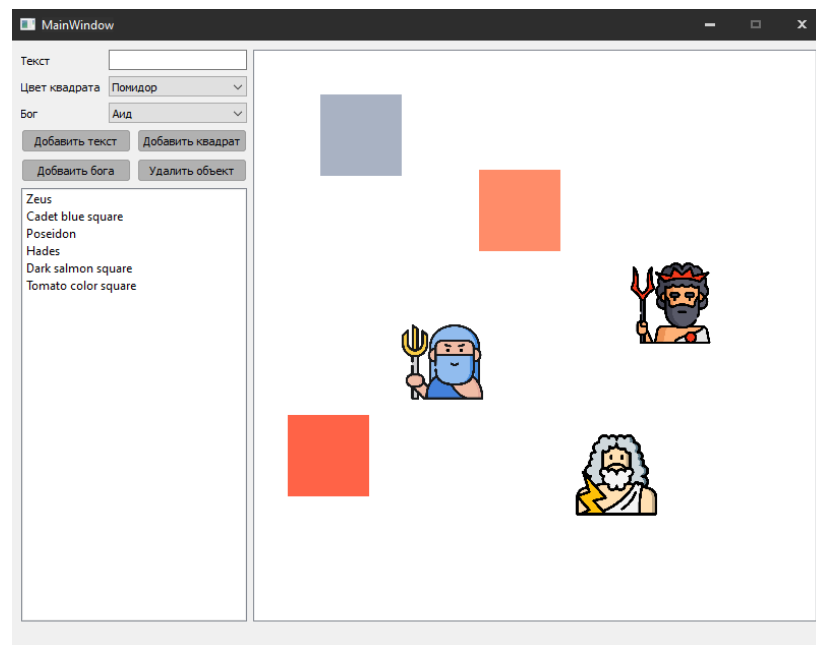 MainWindow
Текст
Цвет квадрата Помидор
Бог Аид
Добавить текст Добавить квадрат
Добваить бога Удалить объект
Zeus
Cadet blue square
Poseidon
Hades
Dark salmon square
Tomato color square